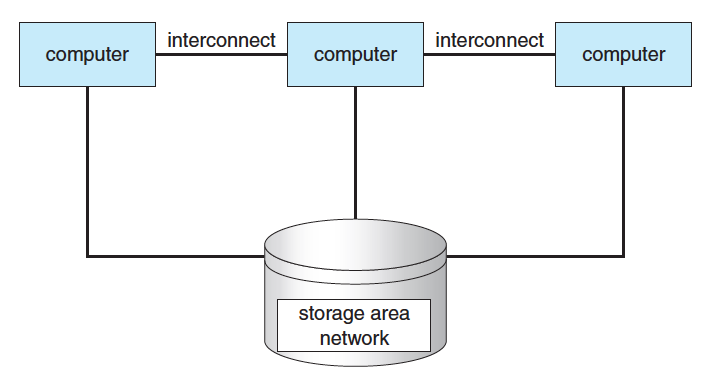 computer
interconnect
computer
interconnect
computer
storage area
network